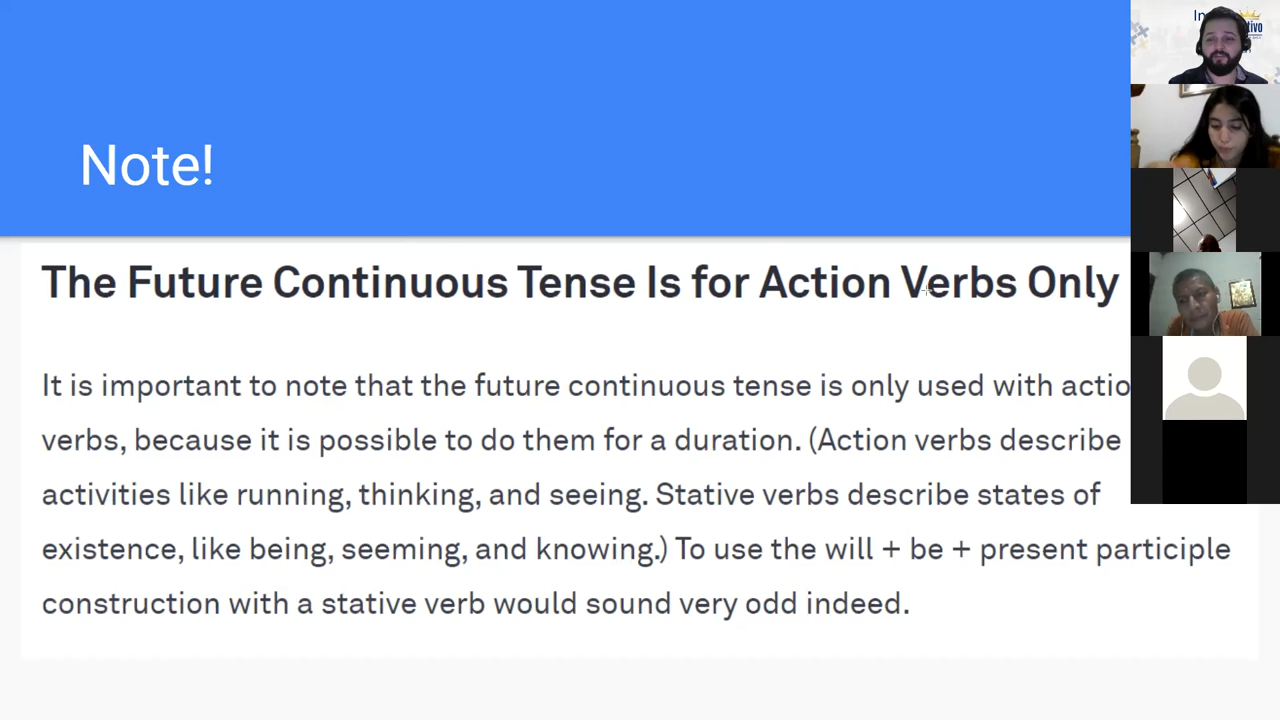 Note!
The Future Continuous Tense Is for Action Verbs Only
It is important to note that the future continuous tense is only used with actio
verbs, because it is possible to do them for a duration. (Action verbs describe
activities like running, thinking, and seeing. Stative verbs describe states of
existence, like being, seeming, and knowing.) To use the will + be + present participle
construction with a stative verb would sound very odd indeed.